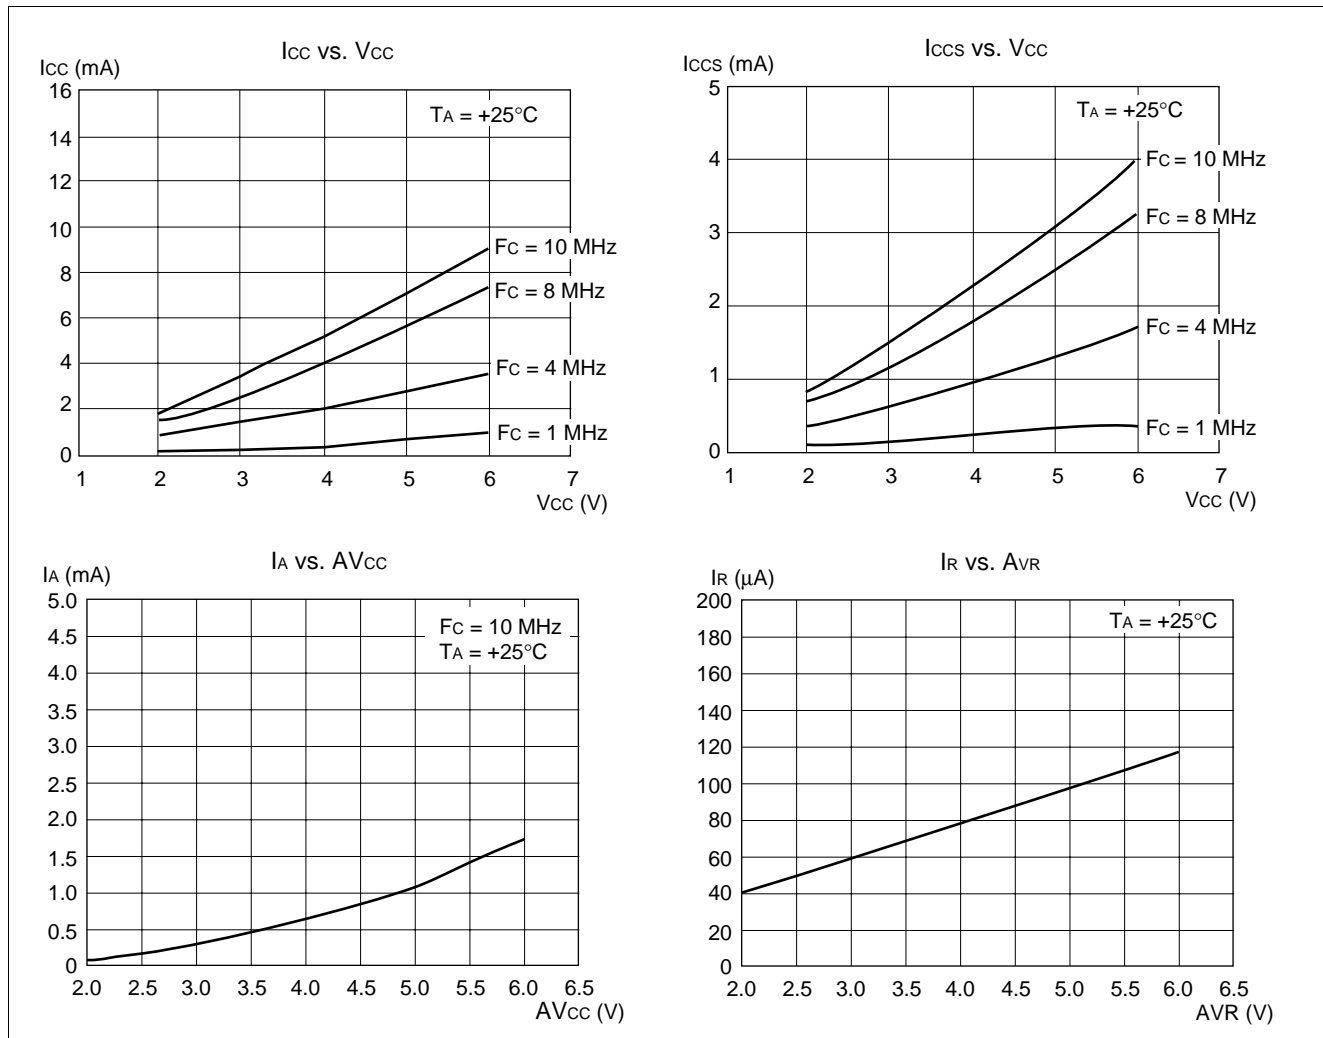 Icc vs. Vcc
Icc (mA)
16
14
12
10
8
6
4
2
0
TA = +25°C
Fc = 10 MHz
Fc = 8 MHz
Fc = 4 MHz
Fc = 1 MHz
1 2 3 4 5 6 7
Vcc (V)
Iccs vs. Vcc
Iccs (mA)
5
4
3
2
1
0
TA = +25°C
Fc = 10 MHz
Fc = 8 MHz
Fc = 4 MHz
Fc = 1 MHz
1 2 3 4 5 6 7
Vcc (V)
IA vs. AVcc
IA (mA)
5.0
4.5
4.0
3.5
3.0
2.5
2.0
1.5
1.0
0.5
0
Fc = 10 MHz
TA = +25°C
2.0 2.5 3.0 3.5 4.0 4.5 5.0 5.5 6.0 6.5
AVcc (V)
IR vs. AVR
IR (μA)
200
180
160
140
120
100
80
60
40
20
0
TA = +25°C
2.0 2.5 3.0 3.5 4.0 4.5 5.0 5.5 6.0 6.5
AVR (V)